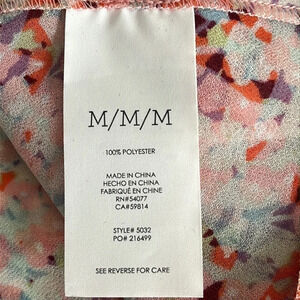 M/M/M
100% POLYESTER
MADE IN CHINA
HECHO EN CHINA
FABRIQUÉ EN CHINE
RN#54077
CA#59814
STYLE# 5032
PO# 216499
SEE REVERSE FOR CARE